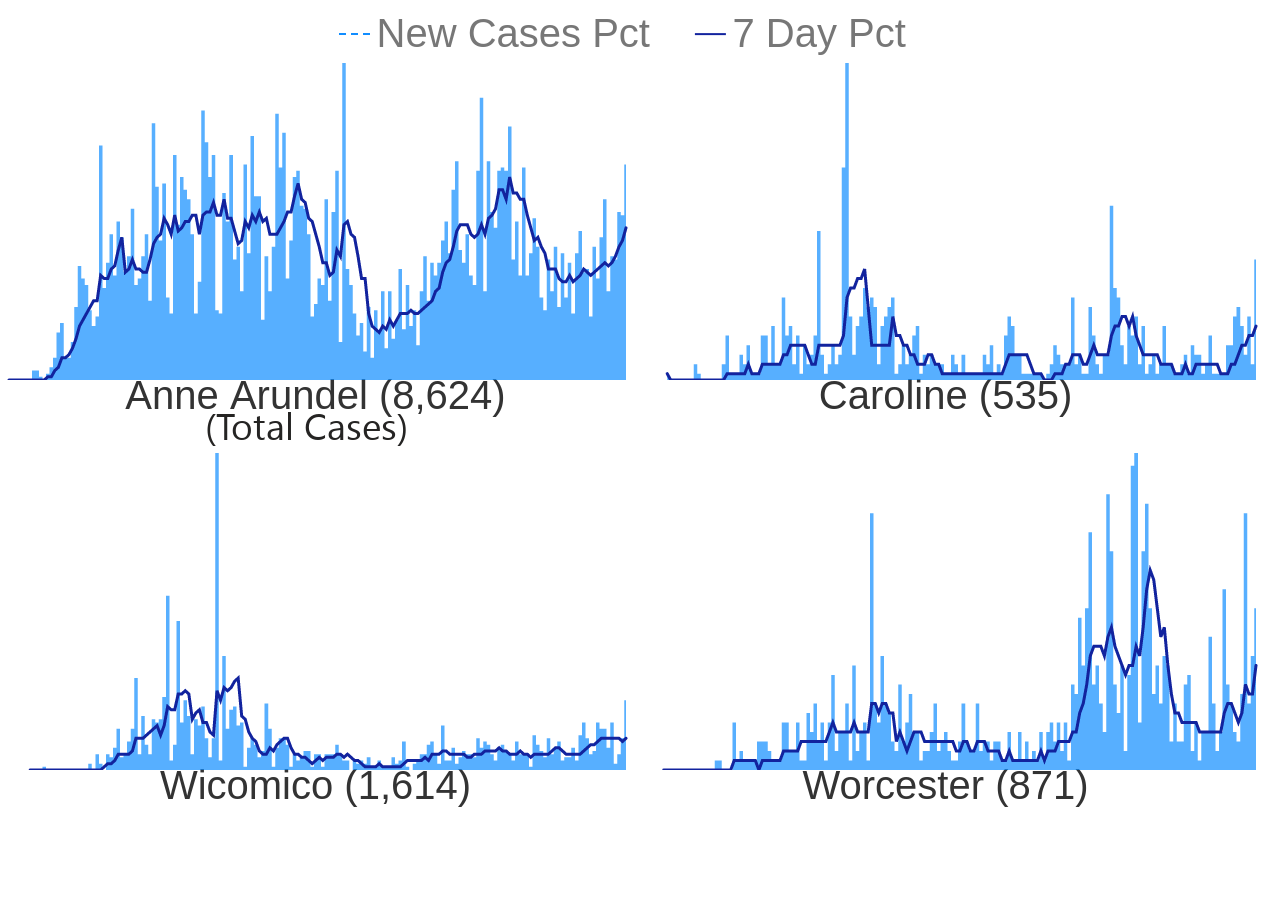 New Cases Pct 7 Day Pct
Anne Arundel (8,624) Caroline (535)
(Total Cases)
Wicomico (1,614) Worcester (871)